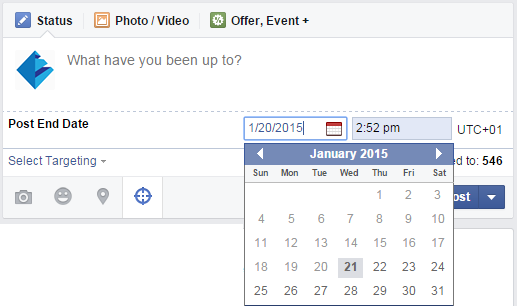 Status Photo / Video Offer, Event +
What have you been up to?
Post End Date 1/20/2015 2:52 pm UTC+01
Select Targeting ed to: 546
January 2015
Sun Mon Tue Wed Thu Fri Sat
1 2 3
4 5 6 7 8 9 10
11 12 13 14 15 16 17
18 19 20 21 22 23 24
25 26 27 28 29 30 31
ost